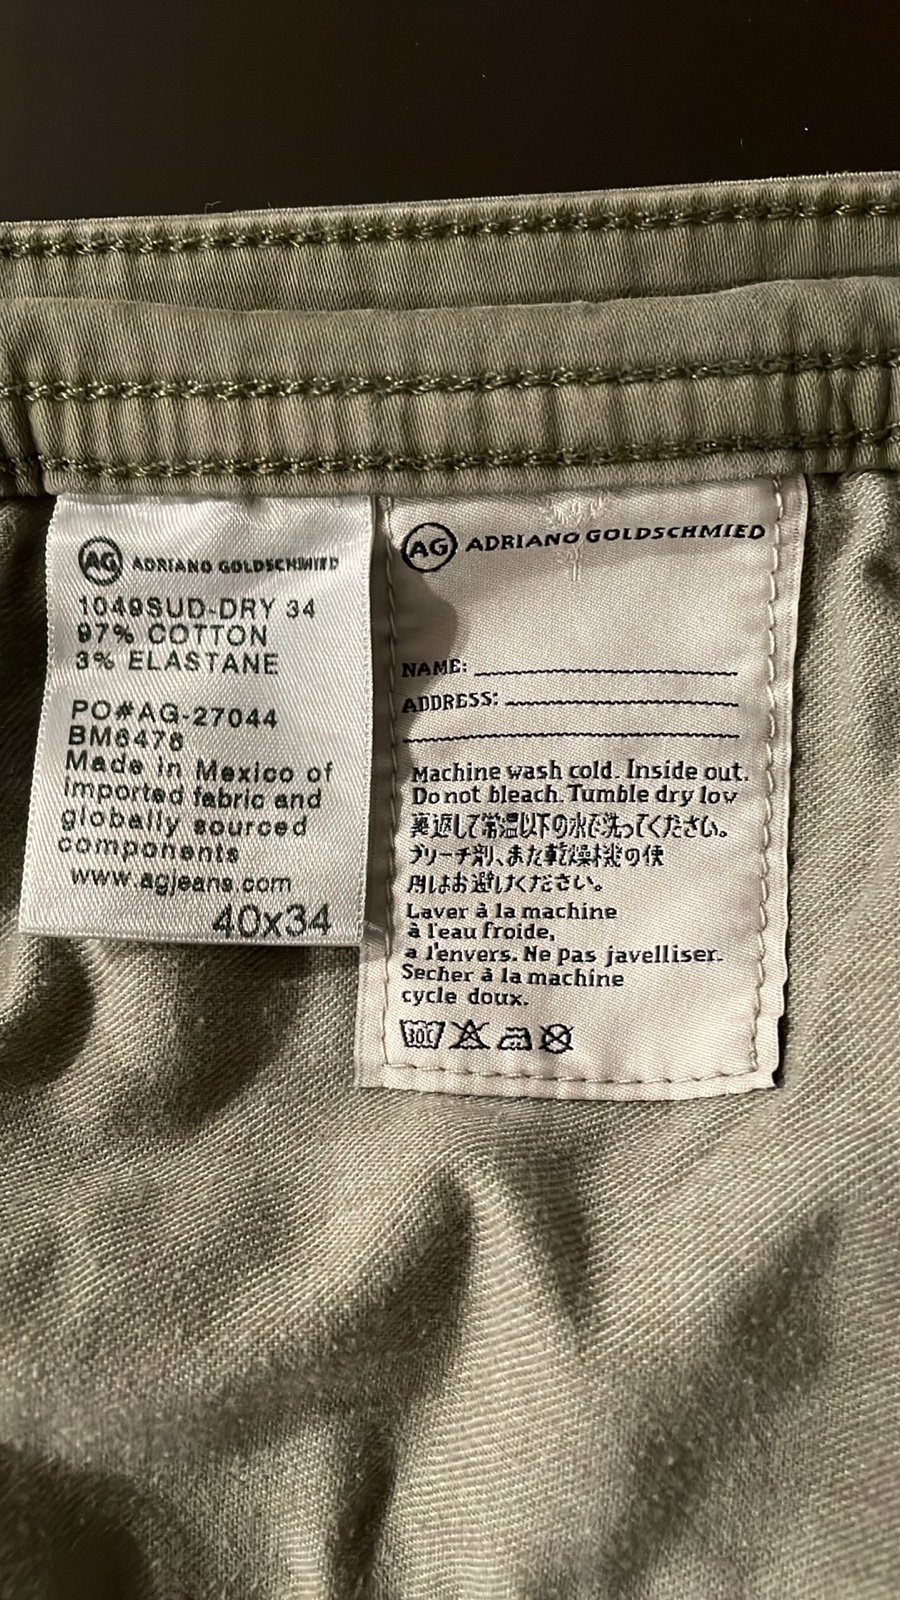 AG ADRIANO GOLDSCHMIED
1049SUD-DRY 34
97% COTTON
3% ELASTANE
PO#AG-27044
BM6476
Made in Mexico of
imported fabric and
globally sourced
components
www.agjeans.com
40x34
AG ADRIANO GOLDSCHMIED
NAME:
ADDRESS:
Machine wash cold. Inside out.
Do not bleach. Tumble dry low
裏返して常温以下の水で洗ってください。
ブリーチ剤、また乾燥機の使
用はお避けください。
Laver à la machine
à l'eau froide,
a l'envers. Ne pas javelliser.
Secher à la machine
cycle doux.
30C